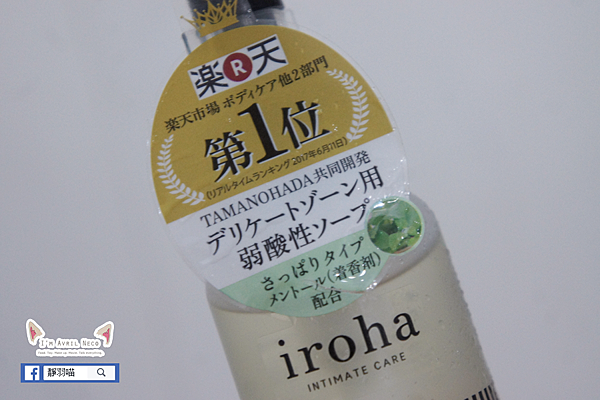 楽R天
楽天市場 ボディケア他2部門
第1位
(リアルタイムランキング2017年6月11日)
TAMANOHADA共同開発
デリケートゾーン用
弱酸性ソープ
さっぱりタイプ
メントール(着香剤)
配合
iroha
INTIMATE CARE
I'm Avril Neco
靜羽喵